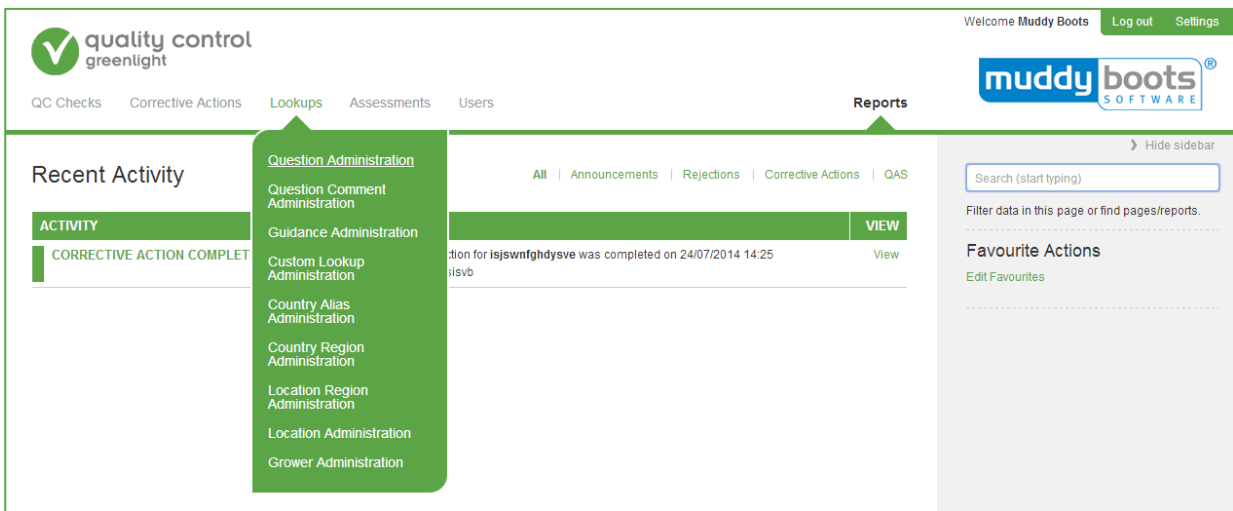 Welcome Muddy Boots Log out Settings
quality control
greenlight
muddy boots®
SOFTWARE
QC Checks Corrective Actions Lookups Assessments Users Reports
Hide sidebar
Question Administration
Question Comment
Administration
Guidance Administration
Custom Lookup
Administration
Country Alias
Administration
Country Region
Administration
Location Region
Administration
Location Administration
Grower Administration
Recent Activity
All | Announcements | Rejections | Corrective Actions | QAS
ACTIVITY VIEW
CORRECTIVE ACTION COMPLET
ction for isjswnfghdysve was completed on 24/07/2014 14:25 View
sisvb
Search (start typing)
Filter data in this page or find pages/reports.
Favourite Actions
Edit Favourites